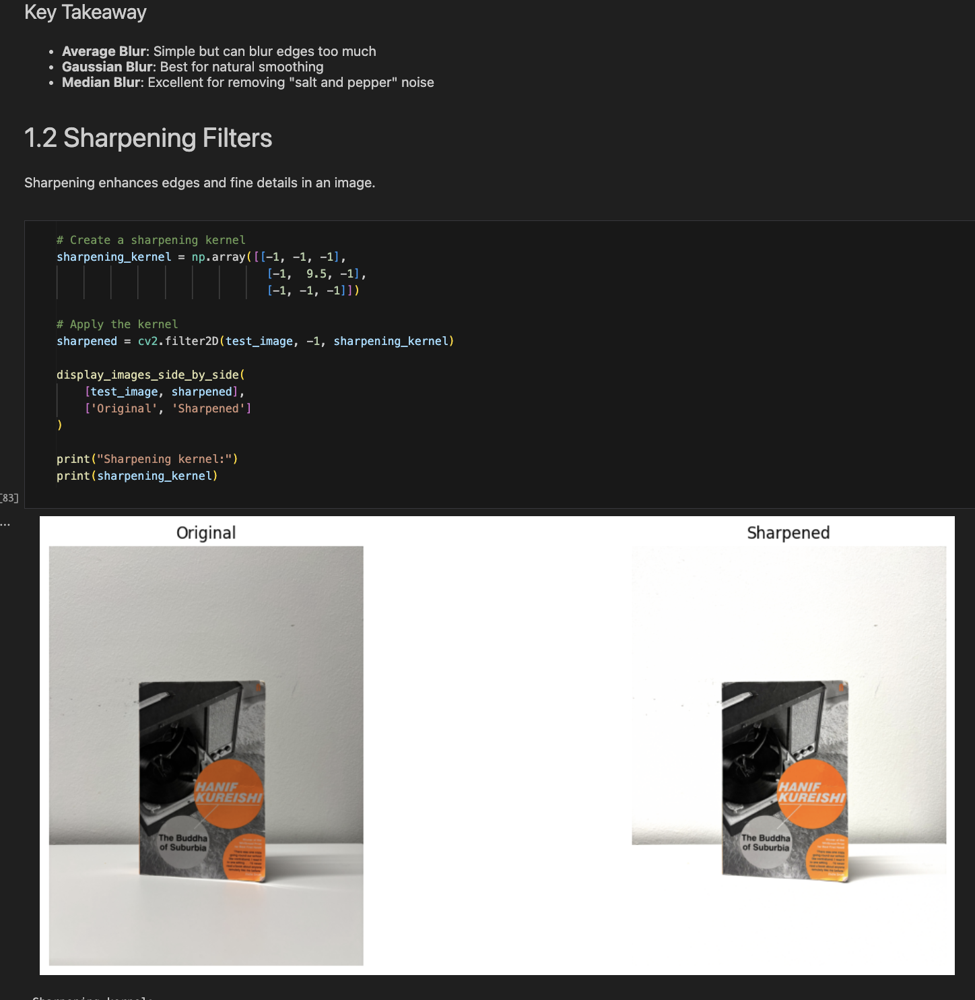 Key Takeaway
• Average Blur: Simple but can blur edges too much
• Gaussian Blur: Best for natural smoothing
• Median Blur: Excellent for removing "salt and pepper" noise
1.2 Sharpening Filters
Sharpening enhances edges and fine details in an image.
# Create a sharpening kernel
sharpening_kernel = np.array([[-1, -1, -1],
[-1,  9.5, -1],
[-1, -1, -1]])
# Apply the kernel
sharpened = cv2.filter2D(test_image, -1, sharpening_kernel)
display_images_side_by_side(
[test_image, sharpened],
['Original', 'Sharpened']
)
print("Sharpening kernel:")
print(sharpening_kernel)
[83]
...
Original
Sharpened
HANIF
KUREISHI
The Buddha
of Suburbia
HANIF
KUREISHI
The Buddha
of Suburbia